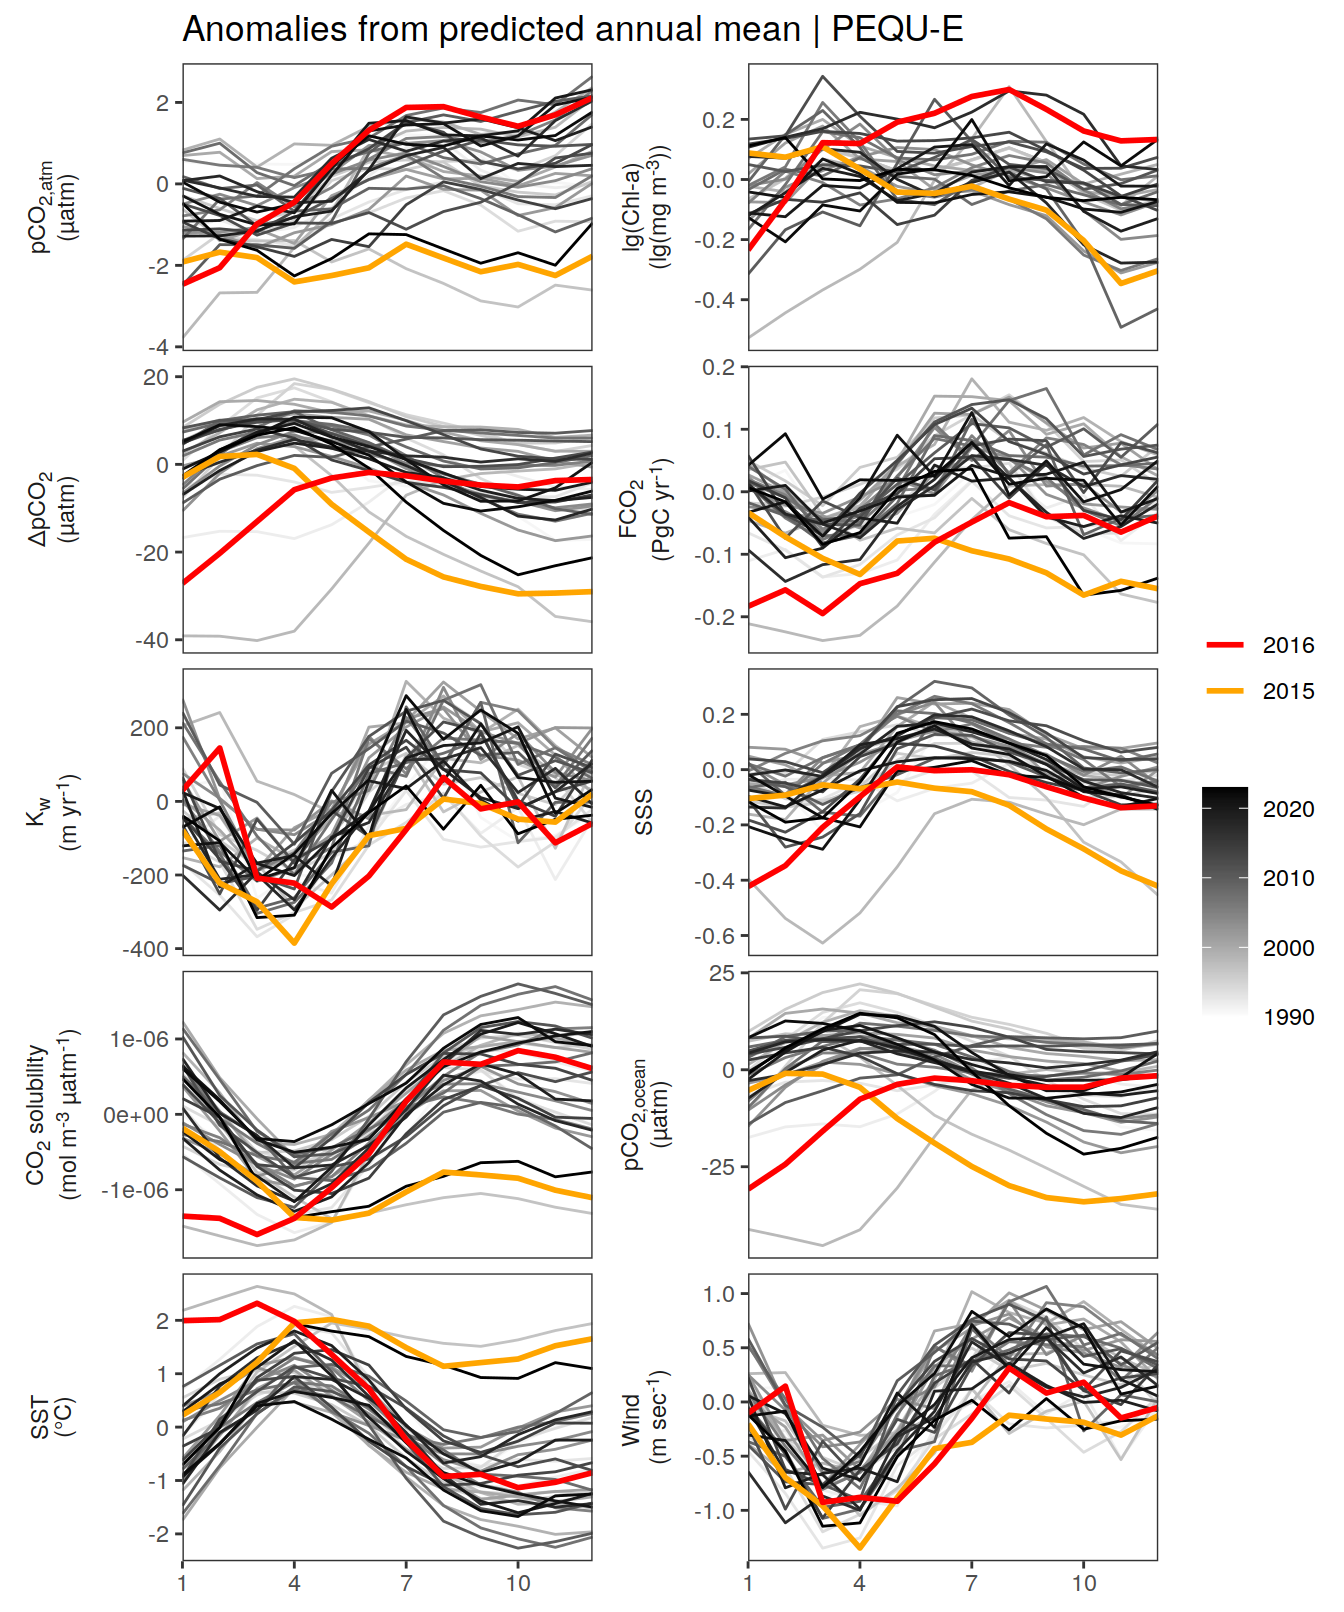 Anomalies from predicted annual mean | PEQU-E
pCO2,atm
(µatm)
2
0
-2
-4
lg(Chl-a)
(lg(mg m-3))
0.2
0.0
-0.2
-0.4
ΔpCO2
(µatm)
20
0
-20
-40
FCO2
(PgC yr-1)
0.2
0.1
0.0
-0.1
-0.2
Kw
(m yr-1)
200
0
-200
-400
SSS
0.2
0.0
-0.2
-0.4
-0.6
CO2 solubility
(mol m-3 µatm-1)
1e-06
0e+00
-1e-06
pCO2,ocean
(µatm)
25
0
-25
SST
(°C)
2
1
0
-1
-2
1
4
7
10
Wind
(m sec-1)
1.0
0.5
0.0
-0.5
-1.0
1
4
7
10
2016
2015
2020
2010
2000
1990